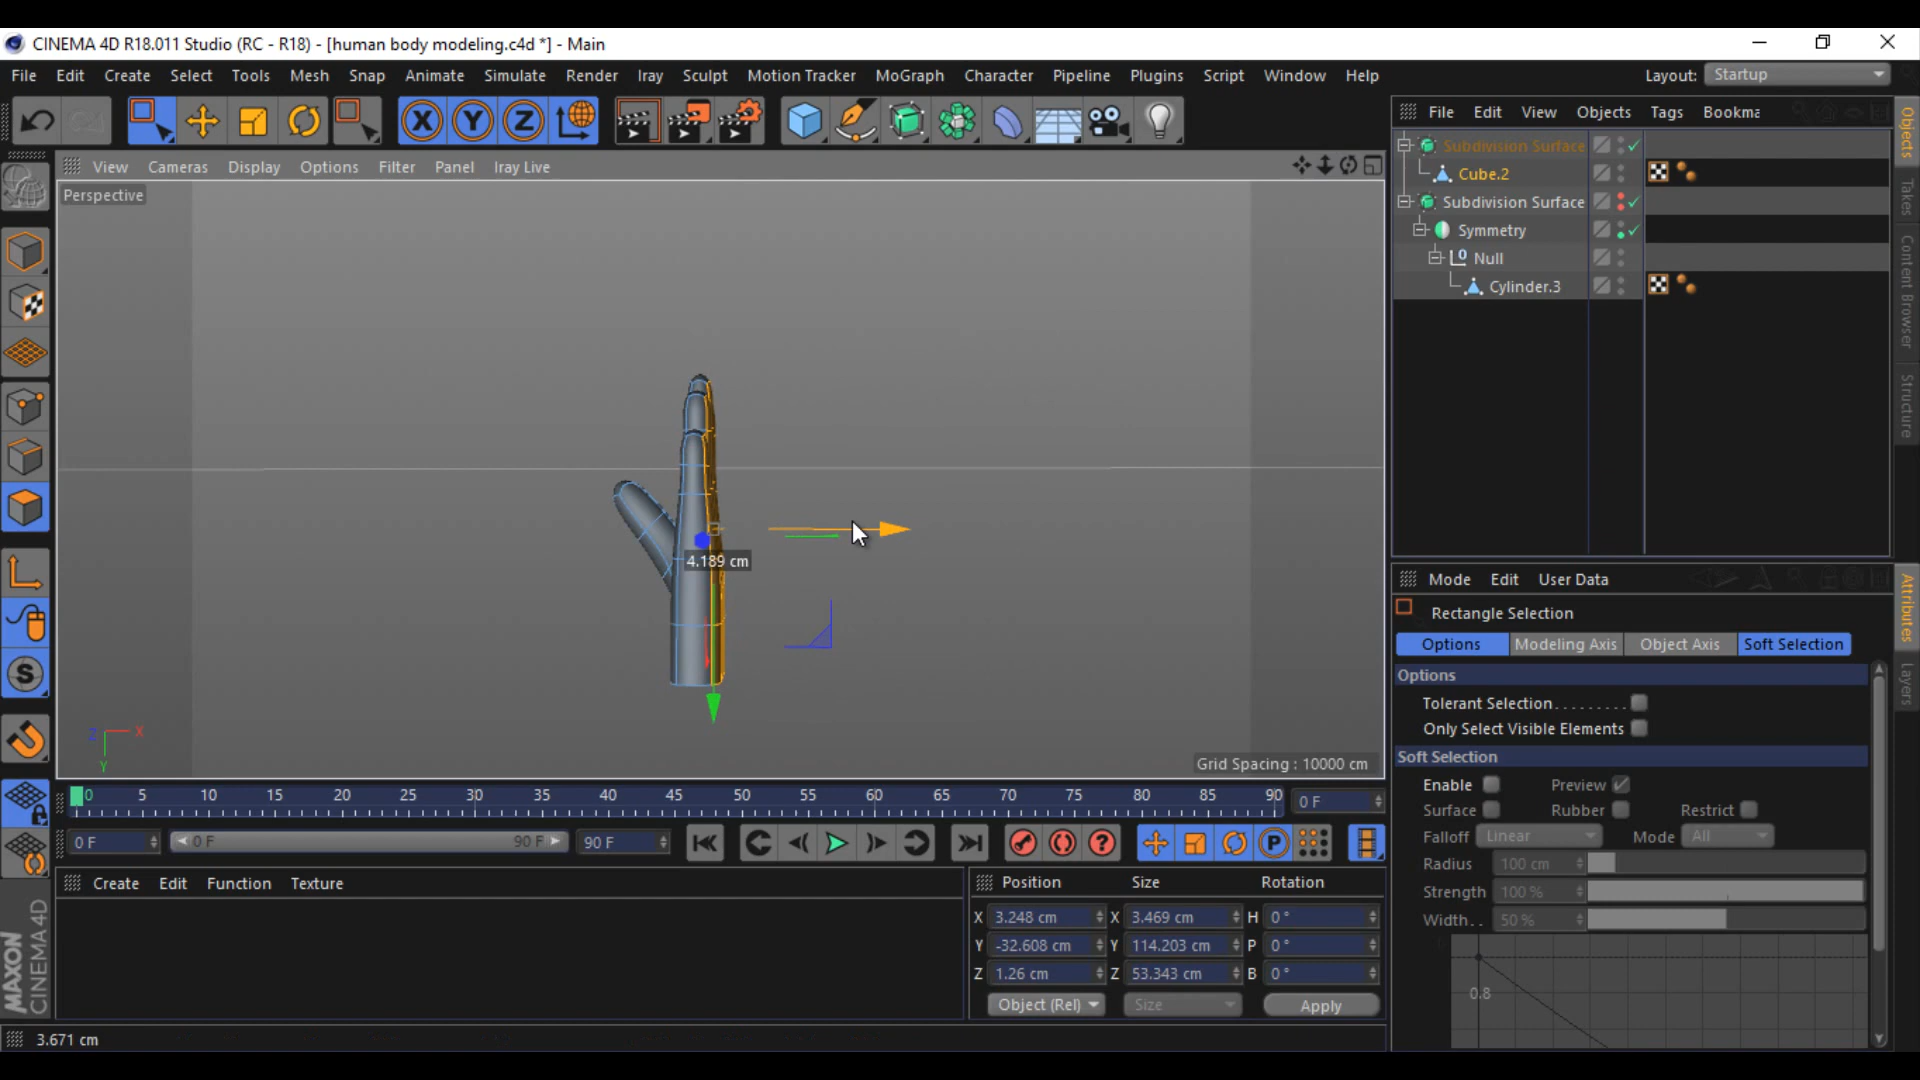 CINEMA 4D R18.011 Studio (RC - R18) - [human body modeling.c4d *] - Main
File Edit Create Select Tools Mesh Snap Animate Simulate Render Iray Sculpt Motion Tracker MoGraph Character Pipeline Plugins Script Window Help Layout: Startup
X Y Z
File Edit View Objects Tags Bookma
Objects
Takes
Content Browser
Structure
View Cameras Display Options Filter Panel Iray Live
Perspective
Subdivision Surface
Cube.2
Subdivision Surface
Symmetry
Null
Cylinder.3
4.189 cm
Z X
Y
Grid Spacing : 10000 cm
Mode Edit User Data
Attributes
Layers
Rectangle Selection
Options Modeling Axis Object Axis Soft Selection
Options
Tolerant Selection
Only Select Visible Elements
Soft Selection
Enable Preview
Surface Rubber Restrict
Falloff Linear Mode All
Radius 100 cm
Strength 100 %
Width 50 %
0.8
0 5 10 15 20 25 30 35 40 45 50 55 60 65 70 75 80 85 90 0 F
0 F 0 F 90 F 90 F
Create Edit Function Texture
Position Size Rotation
X 3.248 cm X 3.469 cm H 0 °
Y -32.608 cm Y 114.203 cm P 0 °
Z 1.26 cm Z 53.343 cm B 0 °
Object (Rel) Size Apply
MAXON
CINEMA 4D
3.671 cm